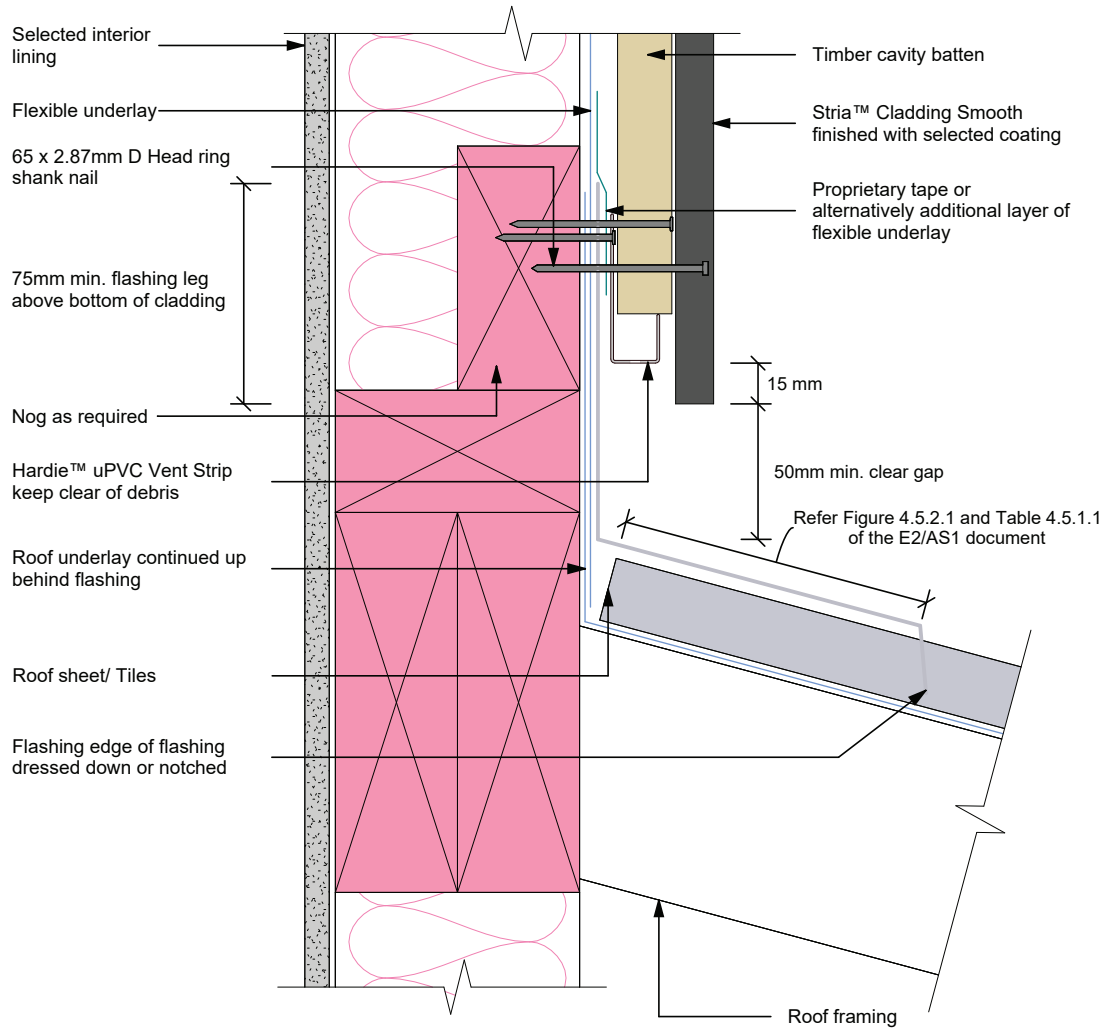 Selected interior
lining
Flexible underlay
65 x 2.87mm D Head ring
shank nail
75mm min. flashing leg
above bottom of cladding
Nog as required
Hardie™ uPVC Vent Strip
keep clear of debris
Roof underlay continued up
behind flashing
Roof sheet/ Tiles
Flashing edge of flashing
dressed down or notched
Timber cavity batten
Stria™ Cladding Smooth
finished with selected coating
Proprietary tape or
alternatively additional layer of
flexible underlay
15 mm
50mm min. clear gap
Refer Figure 4.5.2.1 and Table 4.5.1.1
of the E2/AS1 document
Roof framing